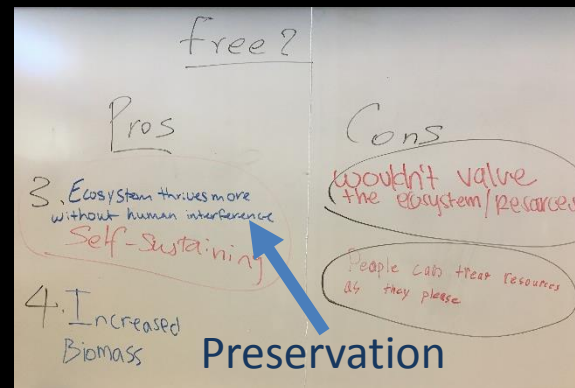 free?
Pros
3. Ecosystem thrives more
without human interference
Self-Sustaining
4. Increased
Biomass
Cons
wouldn't value
the ecosystem/Resources
People can treat resources
as they please
Preservation